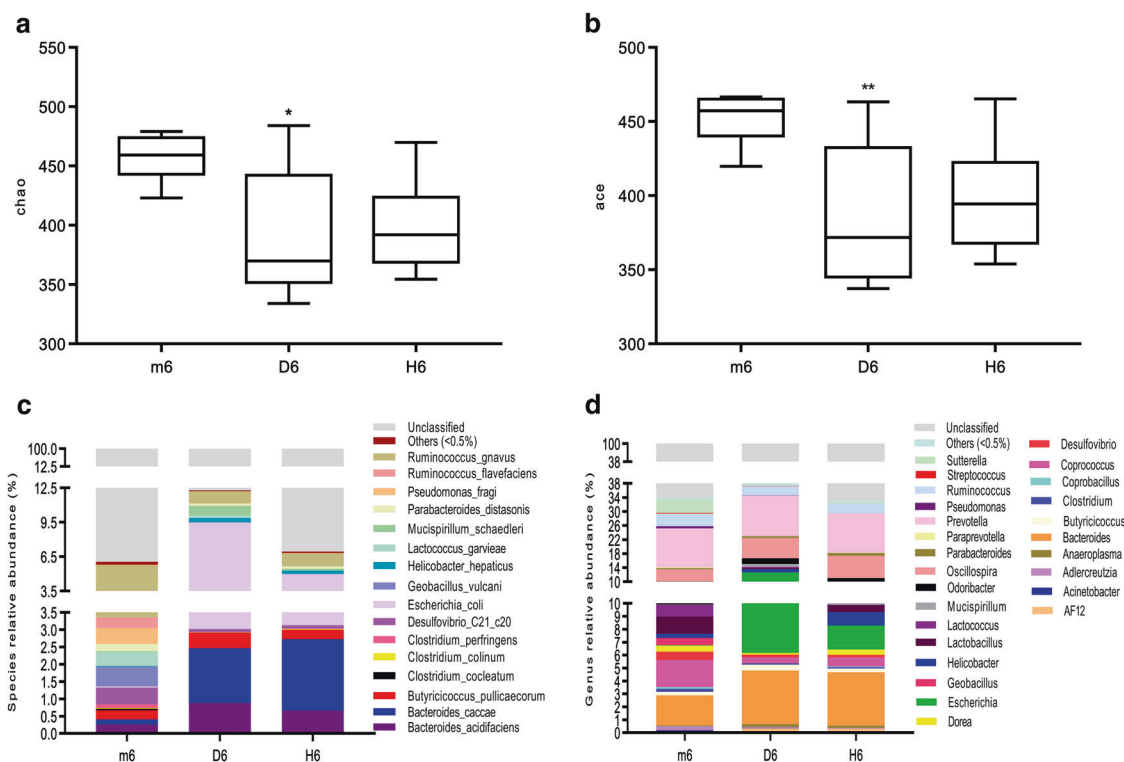 a
550
500
450
400
350
300
chao
*
m6
D6
H6
b
500
450
400
350
300
ace
**
m6
D6
H6
c
Species relative abundance (%)
100.0
12.5
12.5
9.5
6.5
3.5
3.5
3.0
2.5
2.0
1.5
1.0
0.5
0.0
m6
D6
H6
Unclassified
Others (<0.5%)
Ruminococcus_gnavus
Ruminococcus_flavefaciens
Pseudomonas_fragi
Parabacteroides_distasonis
Mucispirillum_schaedleri
Lactococcus_garvieae
Helicobacter_hepaticus
Geobacillus_vulcani
Escherichia_coli
Desulfovibrio_C21_c20
Clostridium_perfringens
Clostridium_colinum
Clostridium_cocleatum
Butyricicoccus_pullicaecorum
Bacteroides_caccae
Bacteroides_acidifaciens
d
Genus relative abundance (%)
100
38
38
34
30
26
22
18
14
10
10
9
8
7
6
5
4
3
2
1
0
m6
D6
H6
Unclassified
Others (<0.5%)
Sutterella
Streptococcus
Ruminococcus
Pseudomonas
Prevotella
Paraprevotella
Parabacteroides
Oscillospira
Odoribacter
Mucispirillum
Lactococcus
Lactobacillus
Helicobacter
Geobacillus
Escherichia
Dorea
Desulfovibrio
Coprococcus
Coprobacillus
Clostridium
Butyricicoccus
Bacteroides
Anaeroplasma
Adlercreutzia
Acinetobacter
AF12